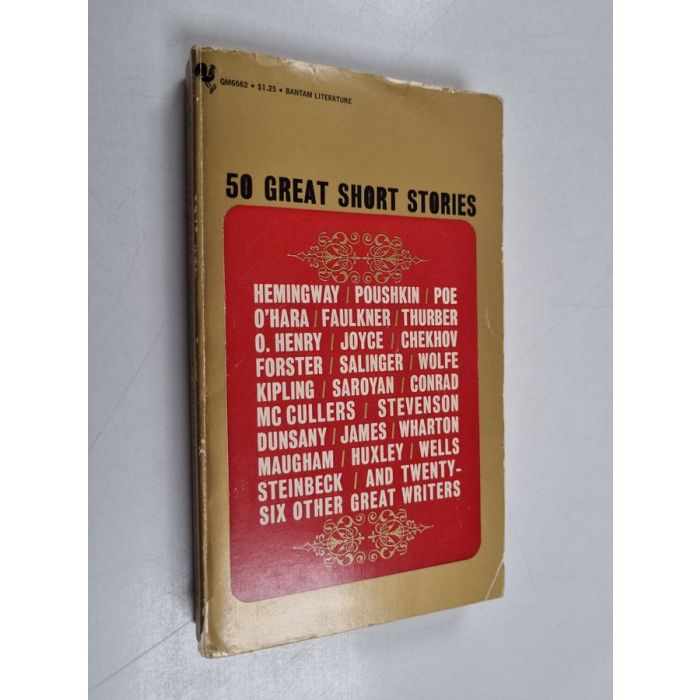 QM6662 • $1.25 • BANTAM LITERATURE
50 GREAT SHORT STORIES
HEMINGWAY / POUSHKIN / POE
O'HARA / FAULKNER / THURBER
O. HENRY / JOYCE / CHEKHOV
FORSTER / SALINGER / WOLFE
KIPLING / SAROYAN / CONRAD
MC CULLERS / STEVENSON
DUNSANY / JAMES / WHARTON
MAUGHAM / HUXLEY / WELLS
STEINBECK / AND TWENTY-
SIX OTHER GREAT WRITERS